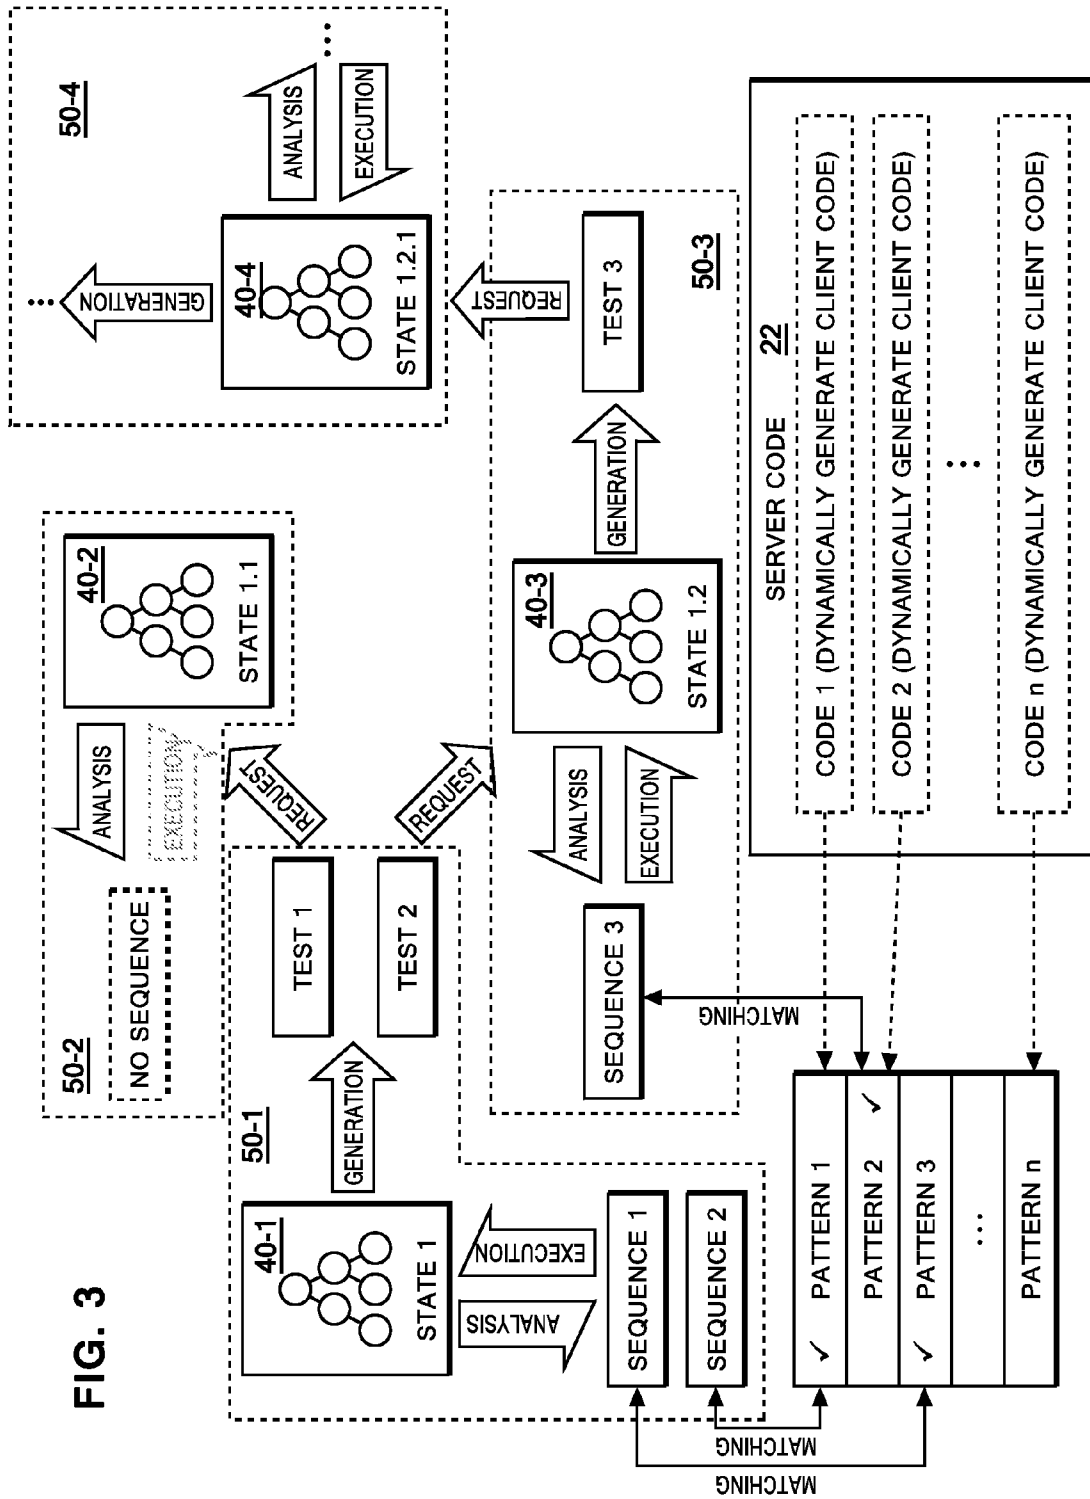 FIG. 3
50-1
40-1
STATE 1
ANALYSIS
EXECUTION
SEQUENCE 1
SEQUENCE 2
GENERATION
TEST 1
TEST 2
REQUEST
REQUEST
50-2
NO SEQUENCE
ANALYSIS
EXECUTION
40-2
STATE 1.1
50-3
SEQUENCE 3
ANALYSIS
EXECUTION
40-3
STATE 1.2
GENERATION
TEST 3
REQUEST
50-4
40-4
STATE 1.2.1
GENERATION
...
ANALYSIS
EXECUTION
...
MATCHING
MATCHING
MATCHING
✓ PATTERN 1
PATTERN 2 ✓
✓ PATTERN 3
...
PATTERN n
SERVER CODE 22
CODE 1 (DYNAMICALLY GENERATE CLIENT CODE)
CODE 2 (DYNAMICALLY GENERATE CLIENT CODE)
...
CODE n (DYNAMICALLY GENERATE CLIENT CODE)